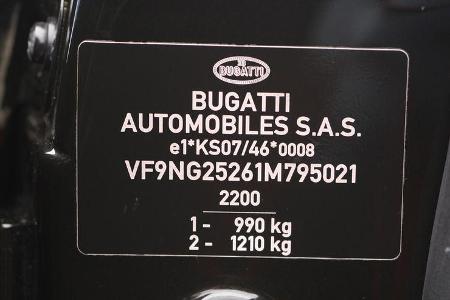 BUGATTI
BUGATTI
AUTOMOBILES S.A.S.
e1*KS07/46*0008
VF9NG25261M795021
2200
1 - 990 kg
2 - 1210 kg